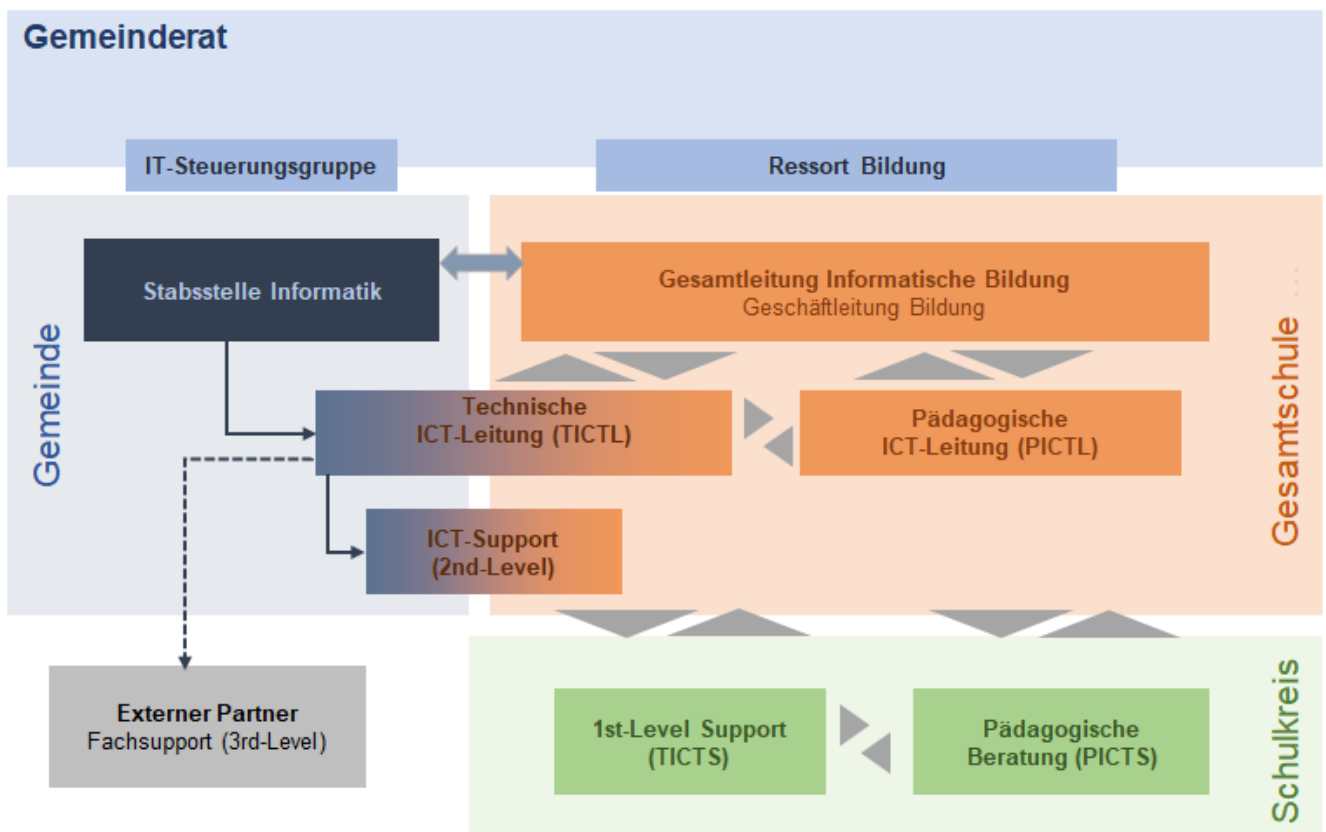 Gemeinderat
IT-Steuerungsgruppe
Ressort Bildung
Gemeinde
Stabsstelle Informatik
Gesamtleitung Informatische Bildung
Geschäftleitung Bildung
Gesamtschule
Technische
ICT-Leitung (TICTL)
Pädagogische
ICT-Leitung (PICTL)
ICT-Support
(2nd-Level)
Externer Partner
Fachsupport (3rd-Level)
1st-Level Support
(TICTS)
Pädagogische
Beratung (PICTS)
Schulkreis